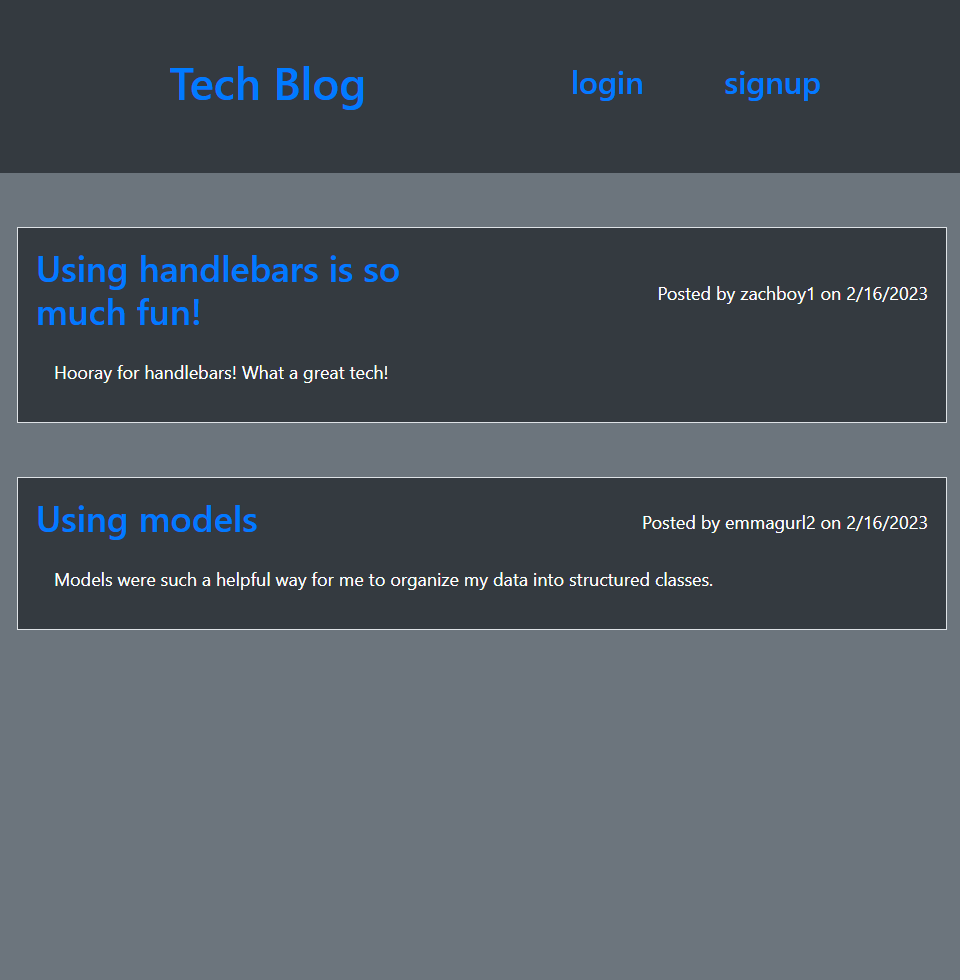 Tech Blog
login signup
Using handlebars is so
much fun!
Posted by zachboy1 on 2/16/2023
Hooray for handlebars! What a great tech!
Using models
Posted by emmagurl2 on 2/16/2023
Models were such a helpful way for me to organize my data into structured classes.